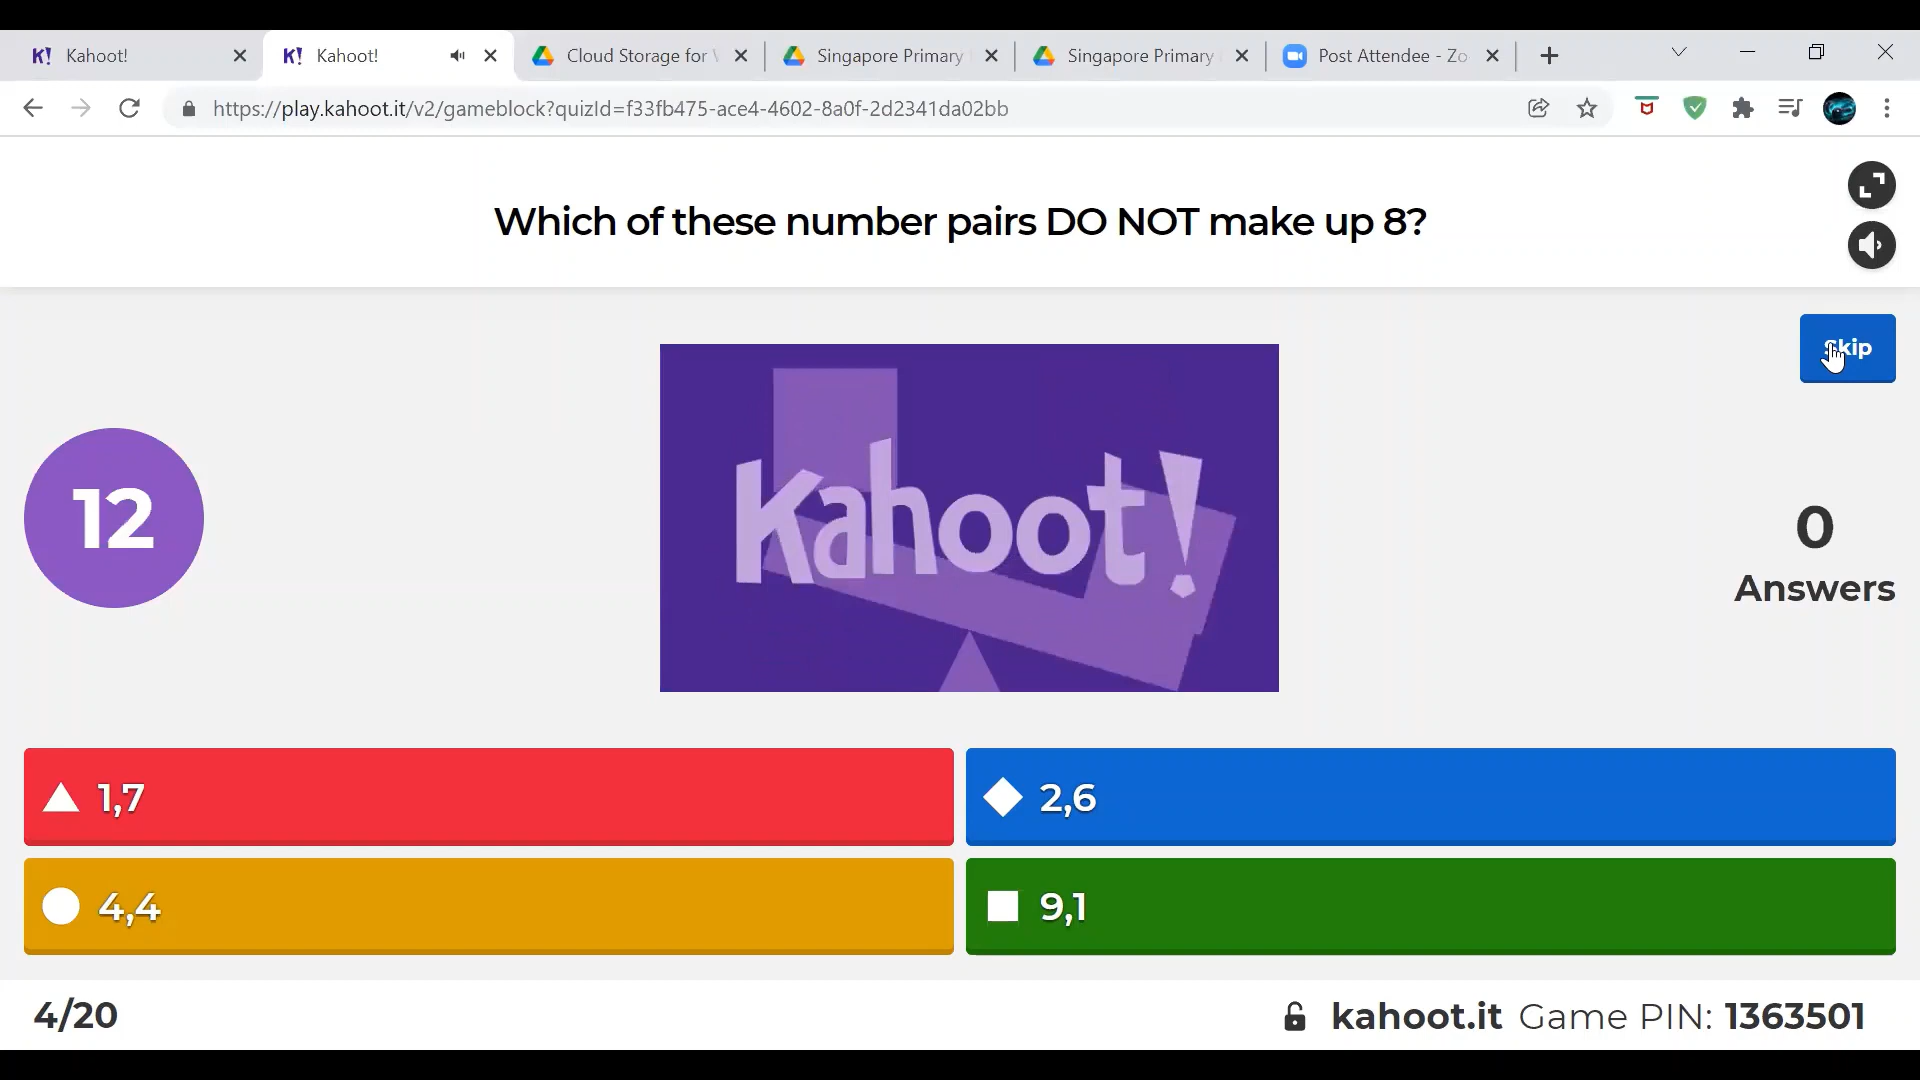 Kahoot!
Kahoot!
Cloud Storage for
Singapore Primary
Singapore Primary
Post Attendee - Zo
https://play.kahoot.it/v2/gameblock?quizId=f33fb475-ace4-4602-8a0f-2d2341da02bb
Which of these number pairs DO NOT make up 8?
Skip
Kahoot!
12
0
Answers
1,7
2,6
4,4
9,1
4/20
kahoot.it Game PIN: 1363501